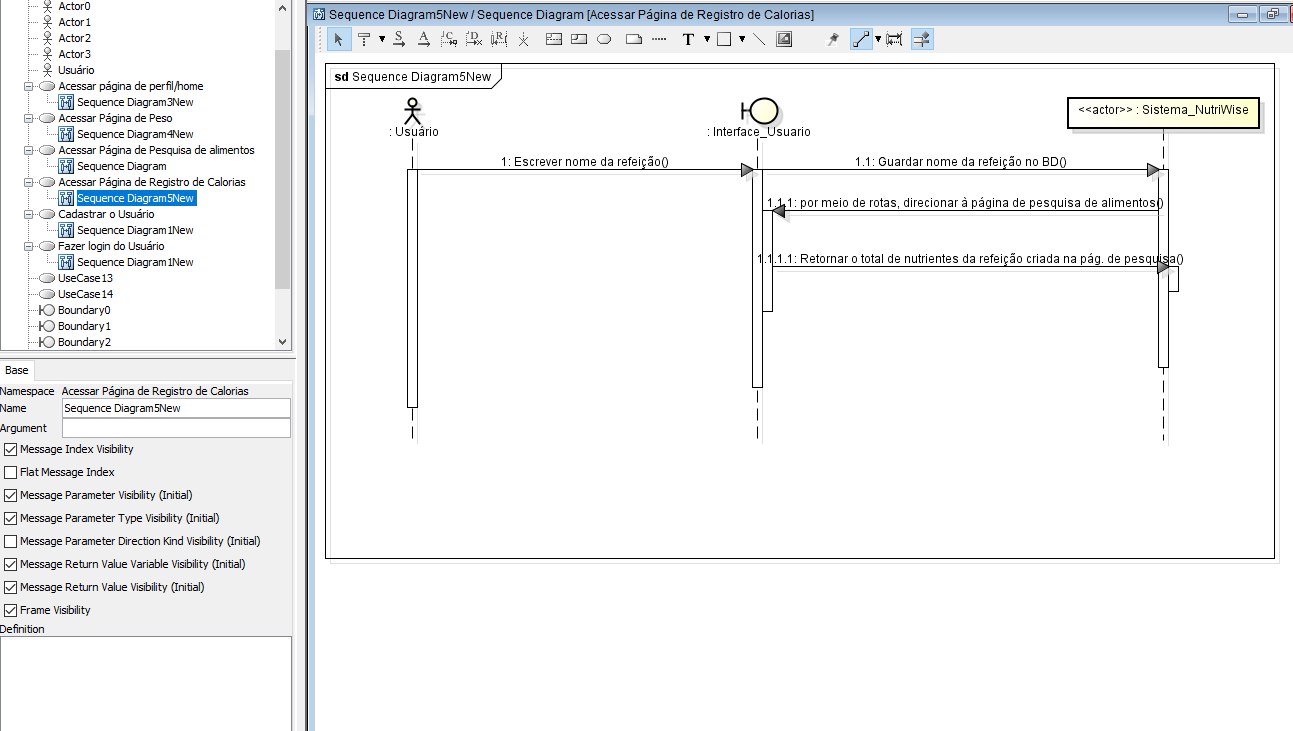 Actor0
Actor1
Actor2
Actor3
Usuário
Acessar página de perfil/home
Sequence Diagram3New
Acessar Página de Peso
Sequence Diagram4New
Acessar Página de Pesquisa de alimentos
Sequence Diagram
Acessar Página de Registro de Calorias
Sequence Diagram5New
Cadastrar o Usuário
Sequence Diagram1New
Fazer login do Usuário
Sequence Diagram1New
UseCase13
UseCase14
Boundary0
Boundary1
Boundary2
Base
Namespace Acessar Página de Registro de Calorias
Name Sequence Diagram5New
Argument
Message Index Visibility
Flat Message Index
Message Parameter Visibility (Initial)
Message Parameter Type Visibility (Initial)
Message Parameter Direction Kind Visibility (Initial)
Message Return Value Variable Visibility (Initial)
Message Return Value Visibility (Initial)
Frame Visibility
Definition
Sequence Diagram5New / Sequence Diagram [Acessar Página de Registro de Calorias]
S A C D R T
sd Sequence Diagram5New
: Usuário
: Interface_Usuario
<<actor>> : Sistema_NutriWise
1: Escrever nome da refeição()
1.1: Guardar nome da refeição no BD()
1.1.1: por meio de rotas, direcionar à página de pesquisa de alimentos()
1.1.1.1: Retornar o total de nutrientes da refeição criada na pág. de pesquisa()